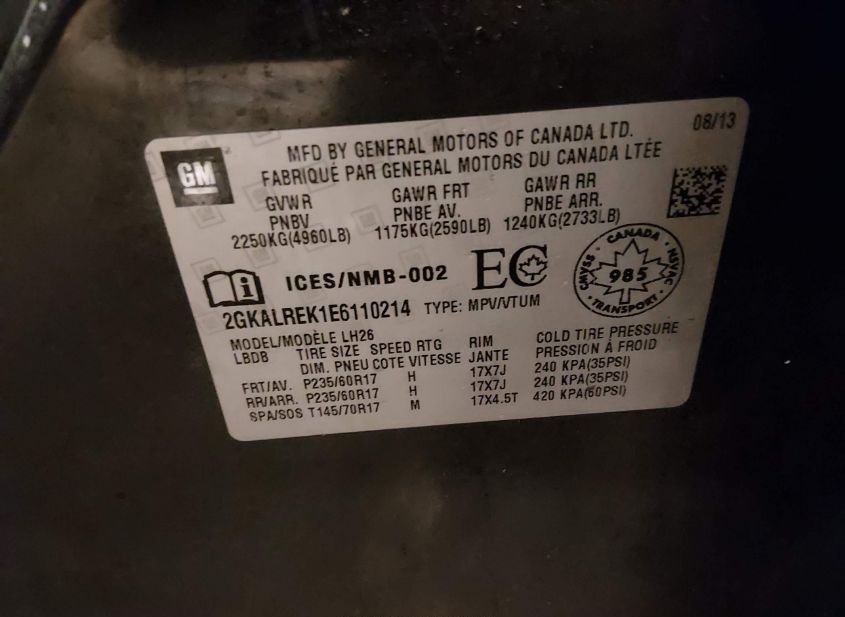 GM
MFD BY GENERAL MOTORS OF CANADA LTD.
08/13
FABRIQUÉ PAR GENERAL MOTORS DU CANADA LTÉE
GVWR GAWR FRT GAWR RR
PNBV PNBE AV. PNBE ARR.
2250KG(4960LB) 1175KG(2590LB) 1240KG(2733LB)
ICES/NMB-002 EC
CANADA
CMVSS 985 NSVAC
TRANSPORT
2GKALREK1E6110214 TYPE: MPV/VTUM
MODEL/MODÈLE LH26
LBDB TIRE SIZE SPEED RTG RIM COLD TIRE PRESSURE
DIM. PNEU COTE VITESSE JANTE PRESSION À FROID
FRT/AV. P235/60R17 H 17X7J 240 KPA(35PSI)
RR/ARR. P235/60R17 H 17X7J 240 KPA(35PSI)
SPA/SOS T145/70R17 M 17X4.5T 420 KPA(60PSI)